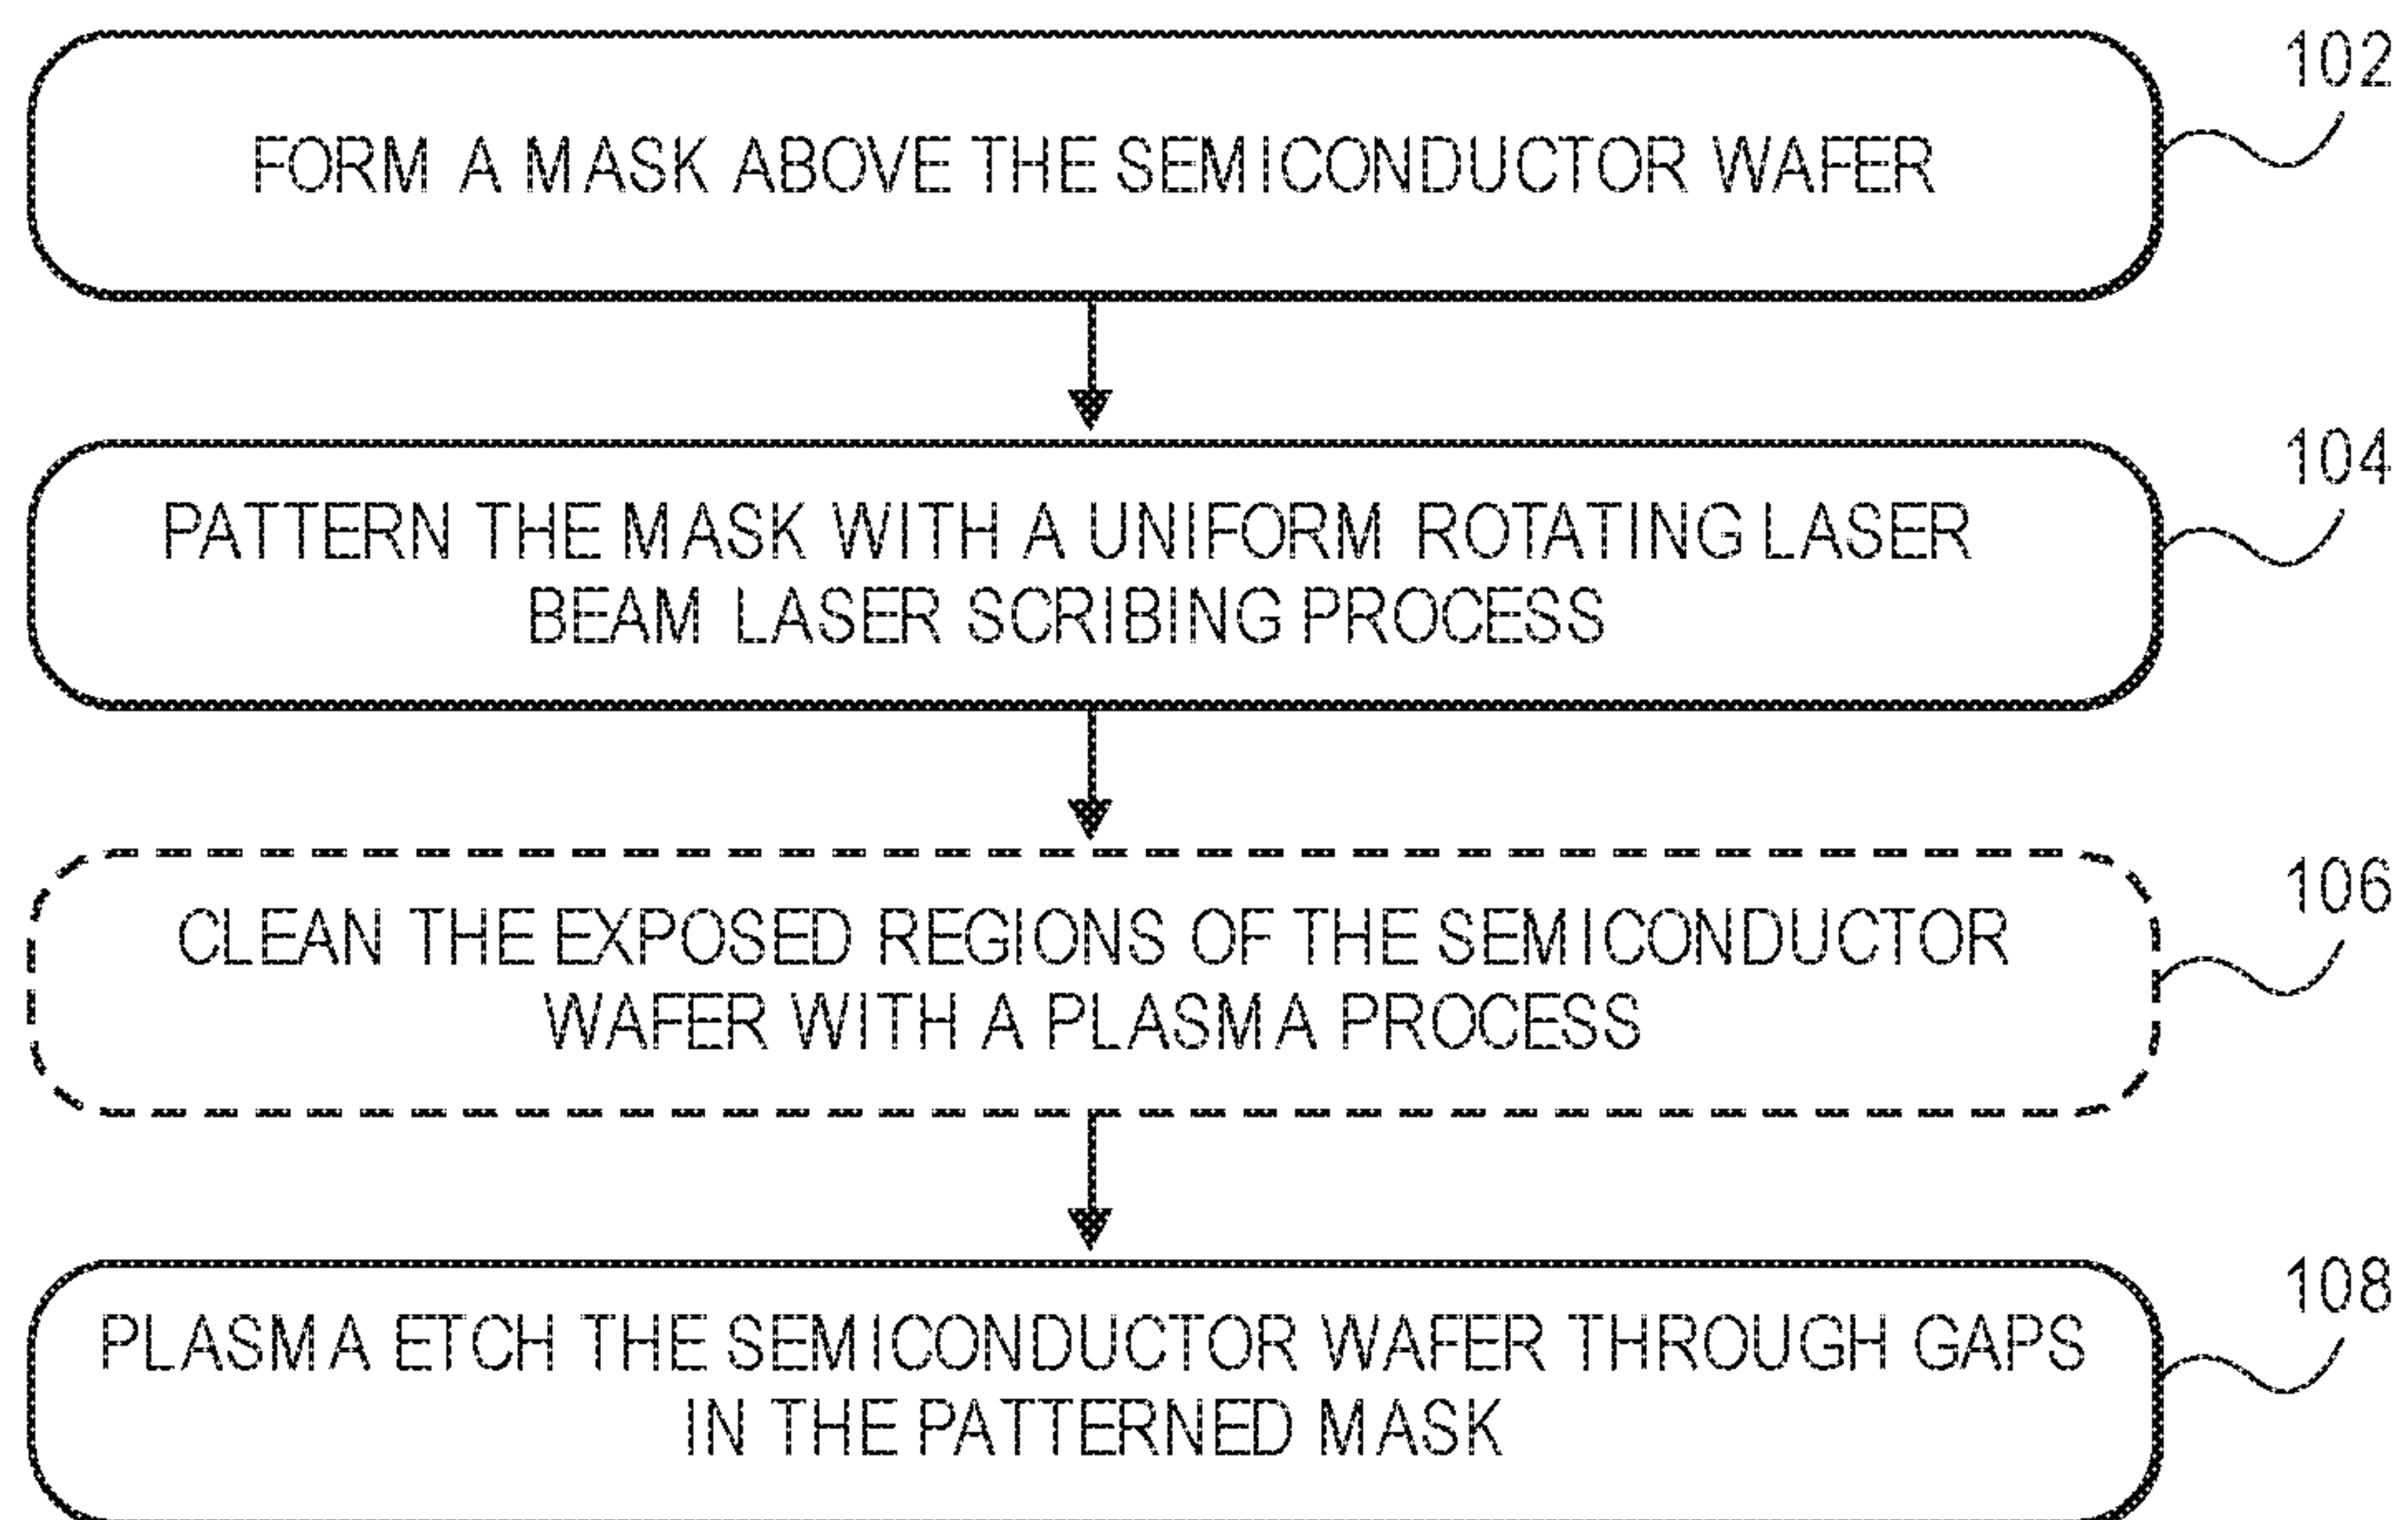 102
FORM A MASK ABOVE THE SEMICONDUCTOR WAFER
104
PATTERN THE MASK WITH A UNIFORM ROTATING LASER
BEAM LASER SCRIBING PROCESS
106
CLEAN THE EXPOSED REGIONS OF THE SEMICONDUCTOR
WAFER WITH A PLASMA PROCESS
108
PLASMA ETCH THE SEMICONDUCTOR WAFER THROUGH GAPS
IN THE PATTERNED MASK